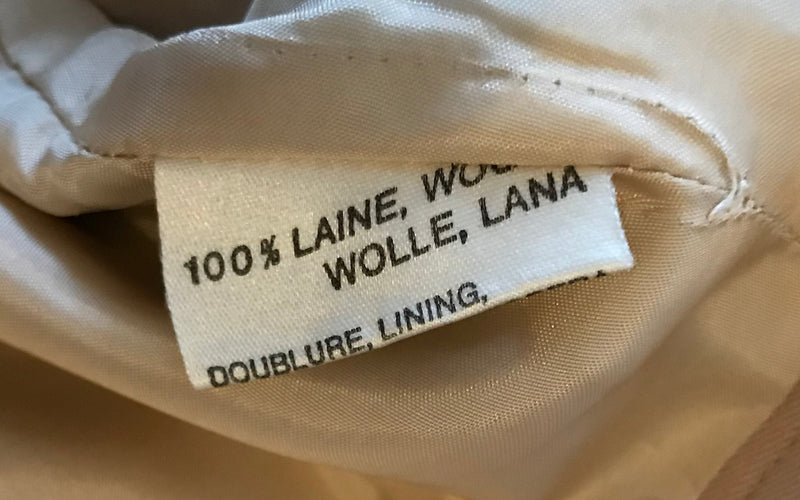 100% LAINE,
WOLLE, LANA
DOUBLURE, LINING,